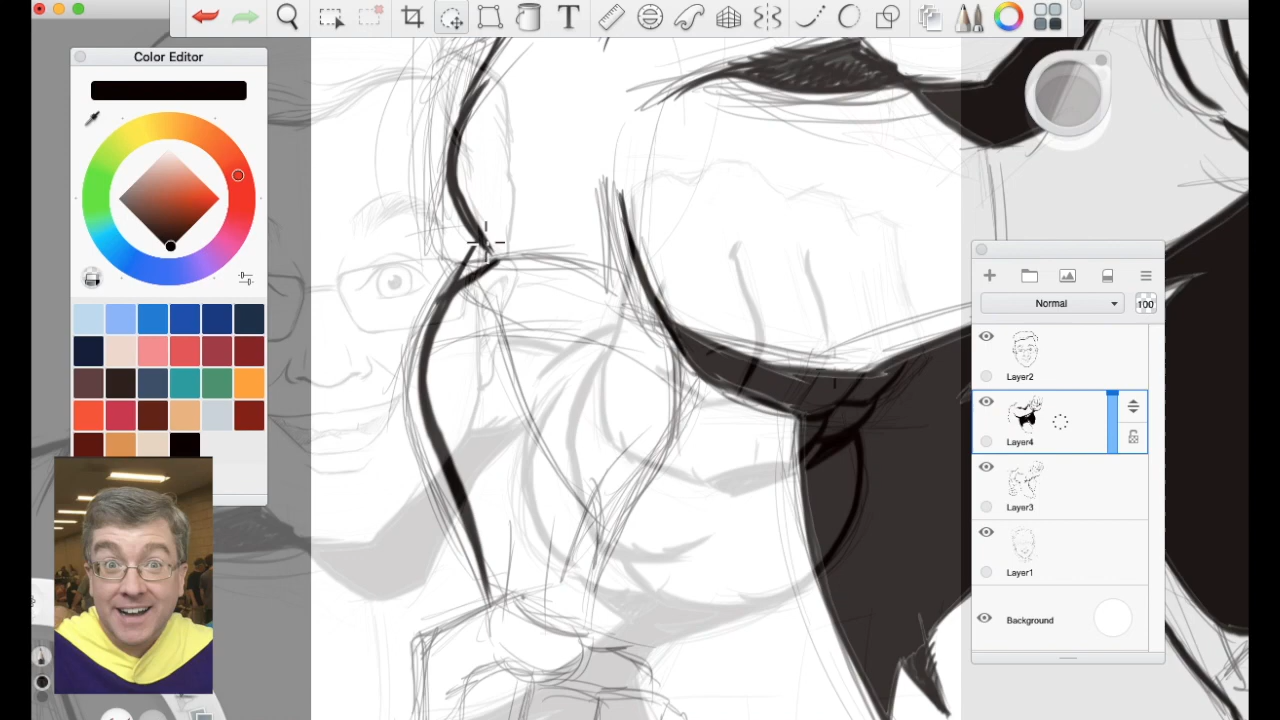 Color Editor
T
Normal
100
Layer2
Layer4
Layer3
Layer1
Background